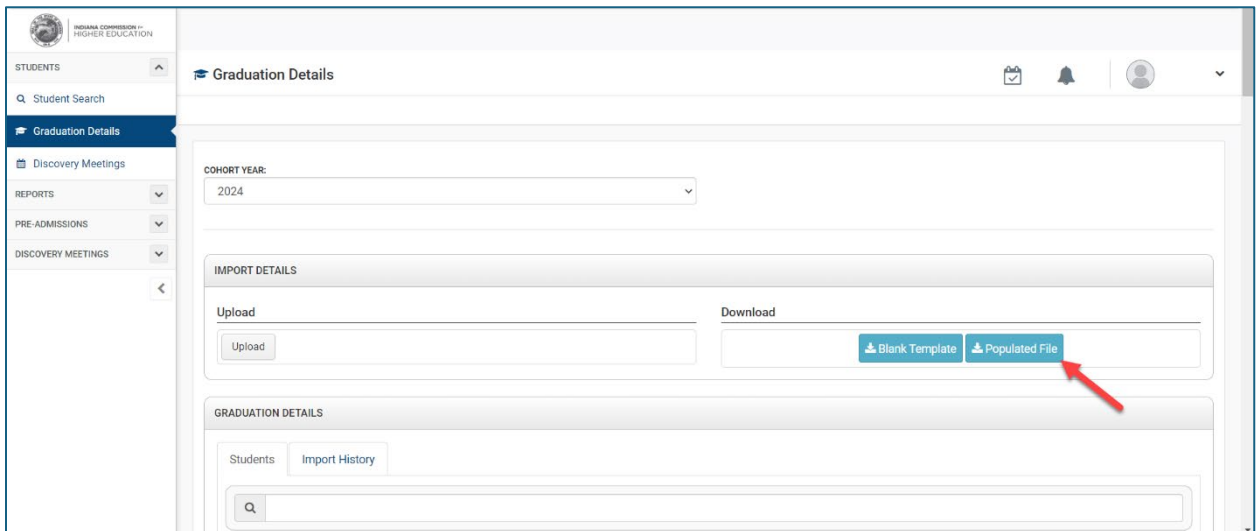 INDIANA COMMISSION for
HIGHER EDUCATION
STUDENTS
Student Search
Graduation Details
Discovery Meetings
REPORTS
PRE-ADMISSIONS
DISCOVERY MEETINGS
Graduation Details
COHORT YEAR:
2024
IMPORT DETAILS
Upload
Download
Upload
Blank Template
Populated File
GRADUATION DETAILS
Students
Import History